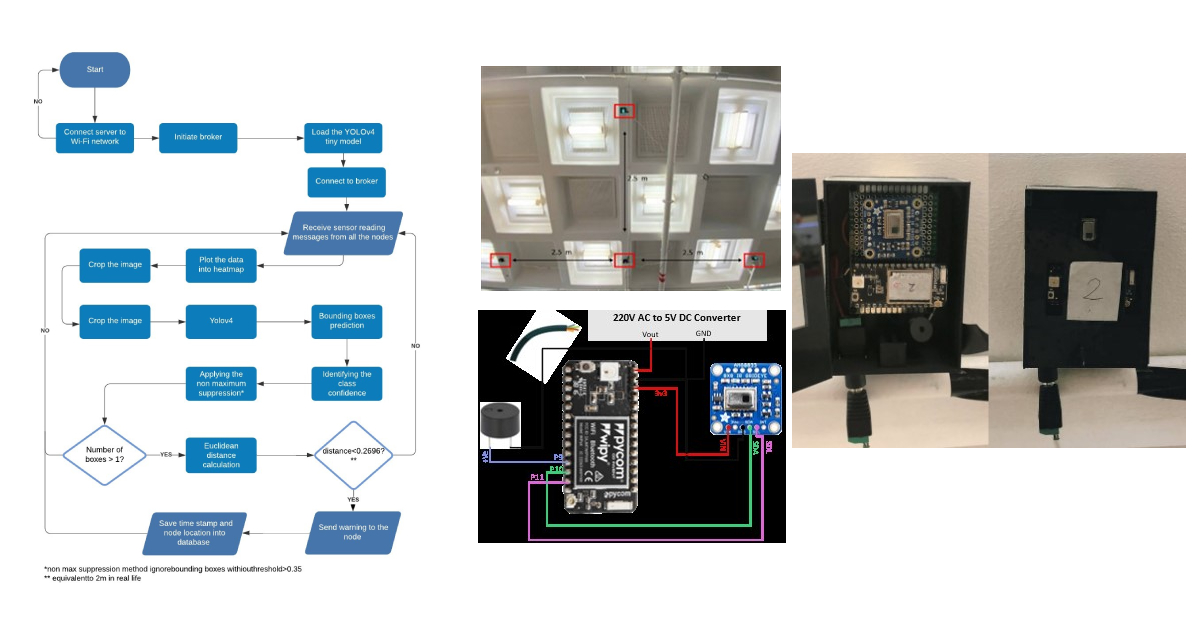 Start
NO
Connect server to
Wi-Fi network
Initiate broker
Load the YOLOv4
tiny model
Connect to broker
Receive sensor reading
messages from all the nodes
Crop the image
Plot the data
into heatmap
Crop the image
Yolov4
Bounding boxes
prediction
NO
NO
Applying the
non maximum
suppression*
Identifying the
class
confidence
Number of
boxes > 1?
YES
Euclidean
distance
calculation
distance<0.2696?
**
YES
Save time stamp and
node location into
database
Send warning to the
node
*non max suppression method ignorebounding boxes withiouthreshold>0.35
** equivalentto 2m in real life
2.5 m
2.5 m
2.5 m
220V AC to 5V DC Converter
Vout
GND
3v3
+Ve
P9
P10
P11
VIN
SDA
SCL
pycom
wipy
WiFi Bluetooth
pycom
2